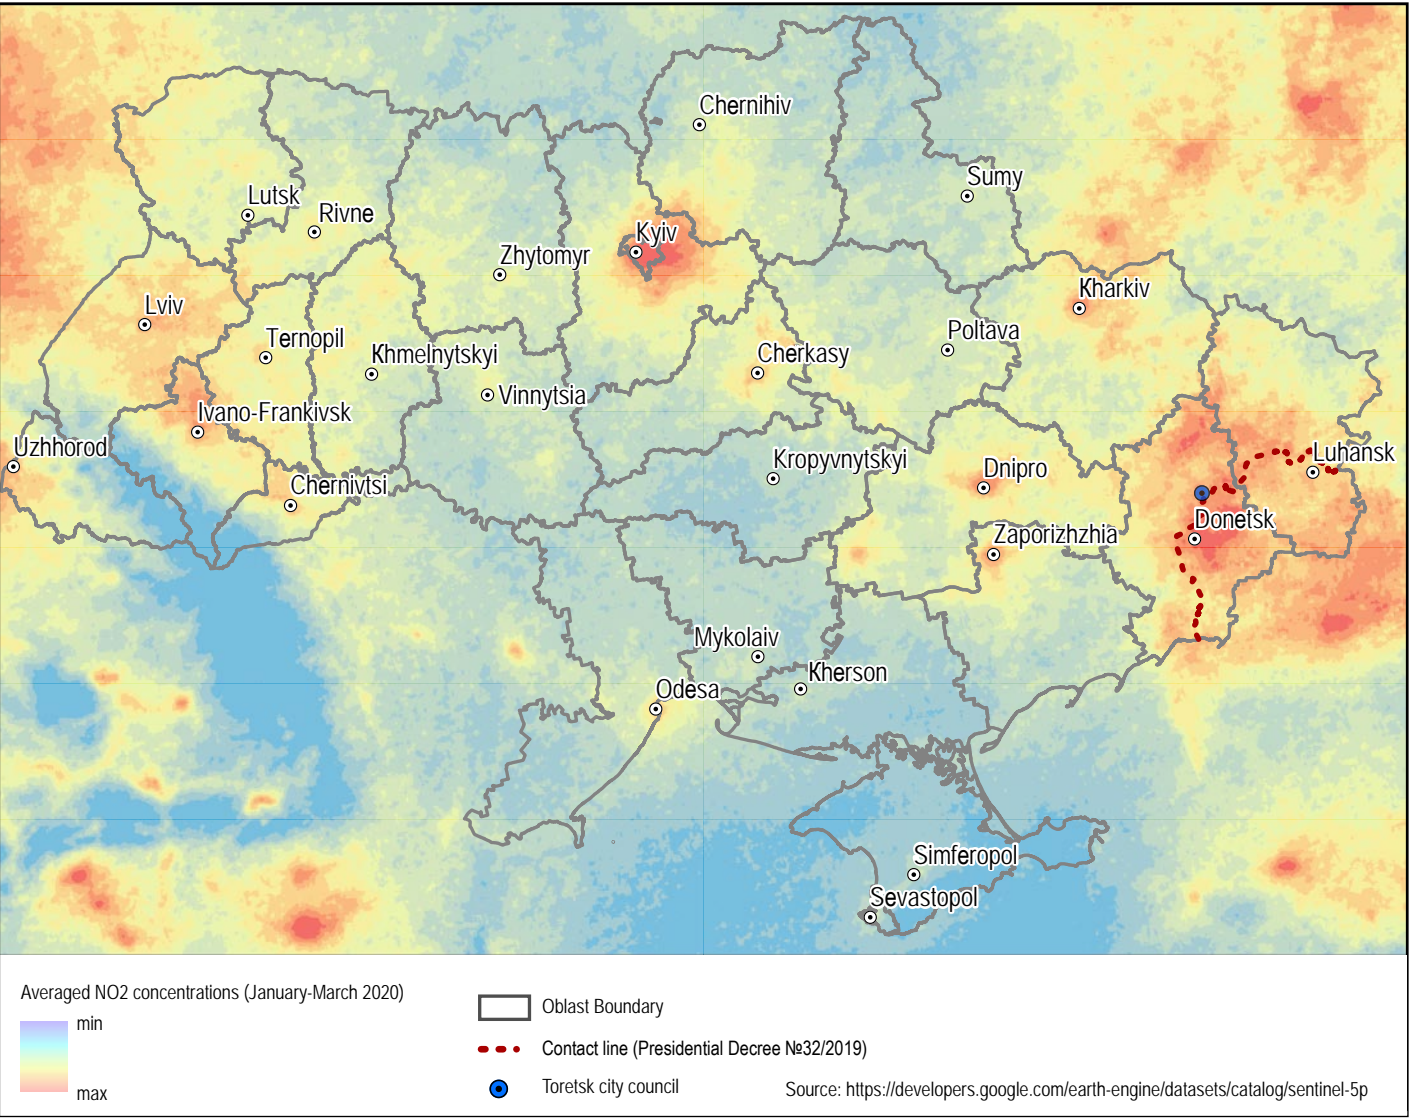 Chernihiv
Sumy
Lutsk
Rivne
Kyiv
Zhytomyr
Kharkiv
Lviv
Ternopil
Poltava
Khmelnytskyi
Cherkasy
Vinnytsia
Ivano-Frankivsk
Uzhhorod
Kropyvnytskyi
Dnipro
Luhansk
Chernivtsi
Donetsk
Zaporizhzhia
Mykolaiv
Kherson
Odesa
Simferopol
Sevastopol
Averaged NO2 concentrations (January-March 2020)
min
max
Oblast Boundary
Contact line (Presidential Decree №32/2019)
Toretsk city council
Source: https://developers.google.com/earth-engine/datasets/catalog/sentinel-5p